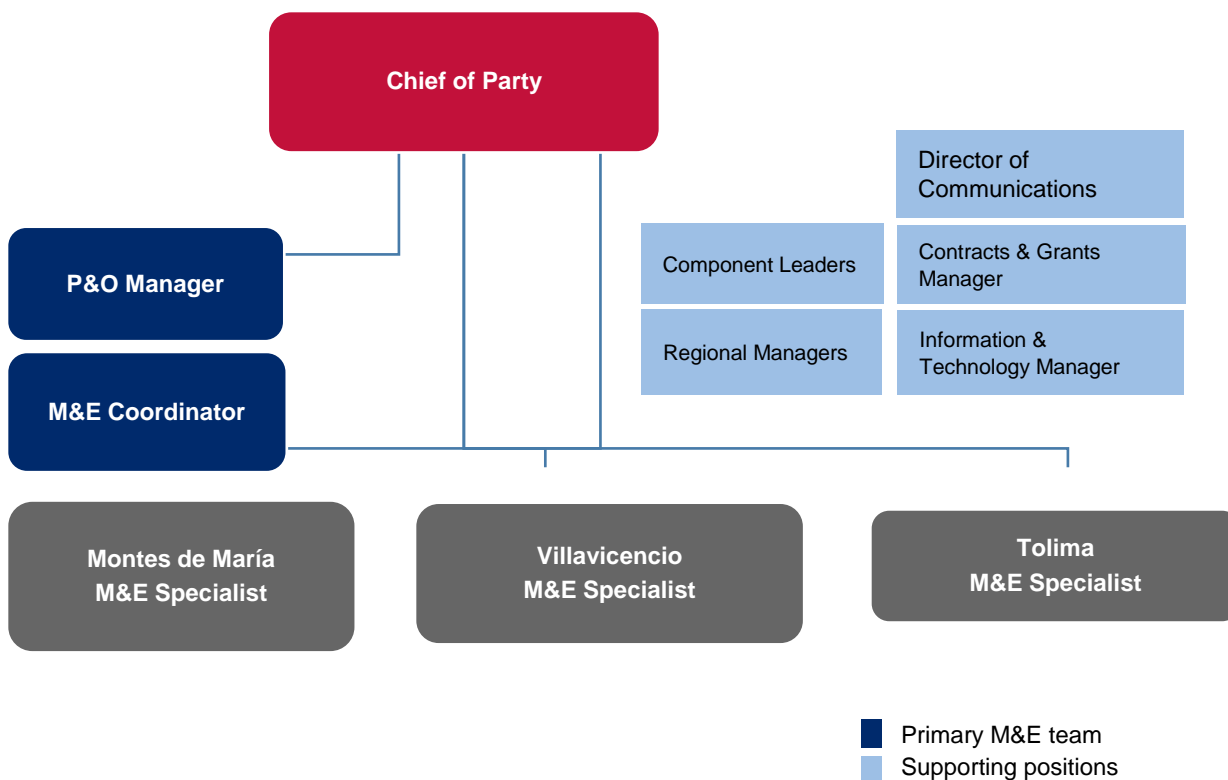 Chief of Party
Director of
Communications
P&O Manager
Component Leaders
Contracts & Grants
Manager
Regional Managers
Information &
Technology Manager
M&E Coordinator
Montes de María
M&E Specialist
Villavicencio
M&E Specialist
Tolima
M&E Specialist
Primary M&E team
Supporting positions